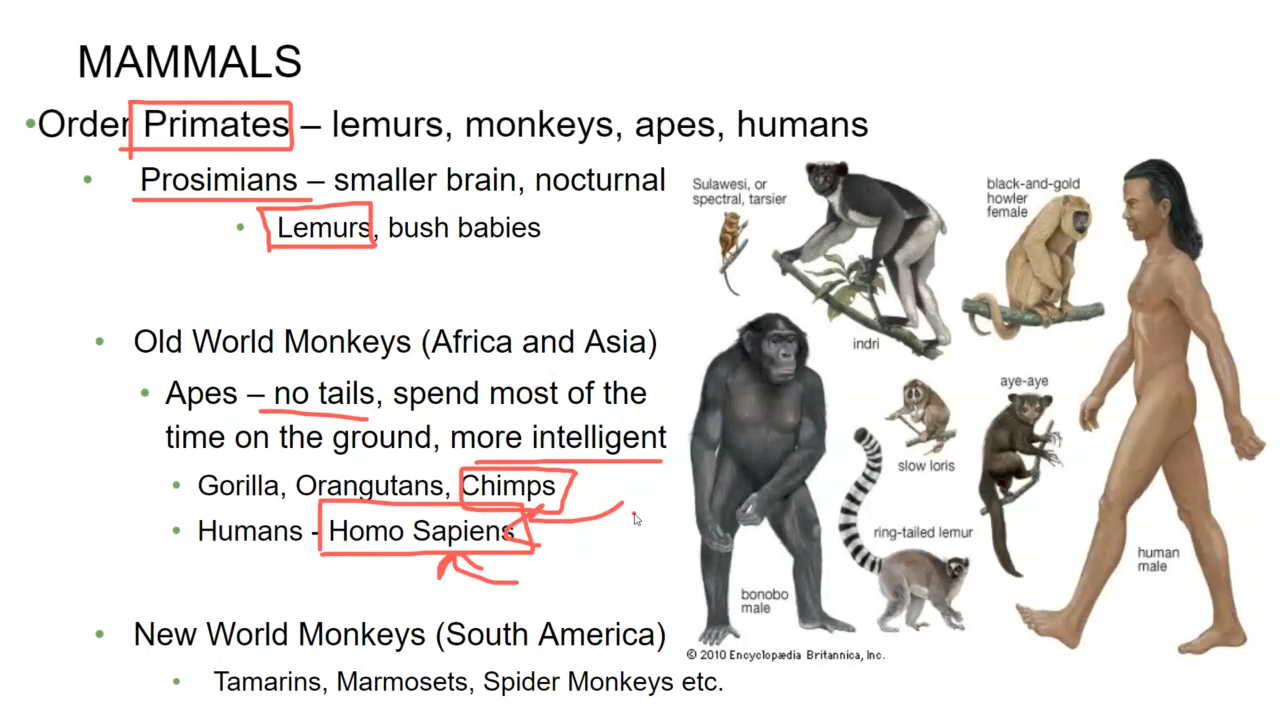 MAMMALS
•Order Primates – lemurs, monkeys, apes, humans
• Prosimians – smaller brain, nocturnal
• Lemurs, bush babies
• Old World Monkeys (Africa and Asia)
• Apes – no tails, spend most of the
time on the ground, more intelligent
• Gorilla, Orangutans, Chimps
• Humans - Homo Sapiens
• New World Monkeys (South America)
• Tamarins, Marmosets, Spider Monkeys etc.
Sulawesi, or
spectral, tarsier
indri
black-and-gold
howler
female
slow loris
aye-aye
ring-tailed lemur
bonobo
male
human
male
© 2010 Encyclopædia Britannica, Inc.